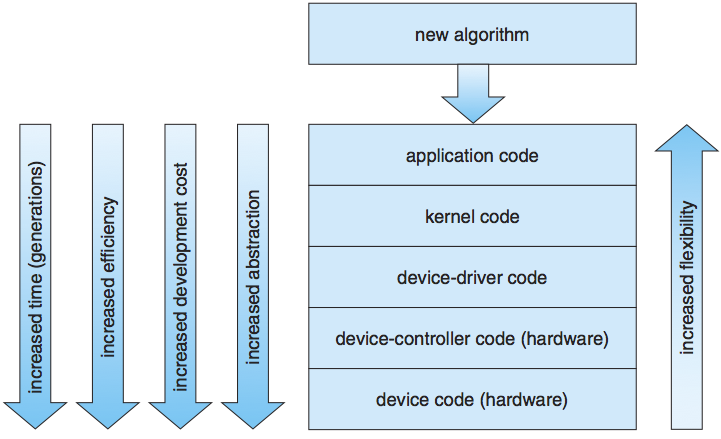 new algorithm
increased time (generations)
increased efficiency
increased development cost
increased abstraction
application code
kernel code
device-driver code
device-controller code (hardware)
device code (hardware)
increased flexibility